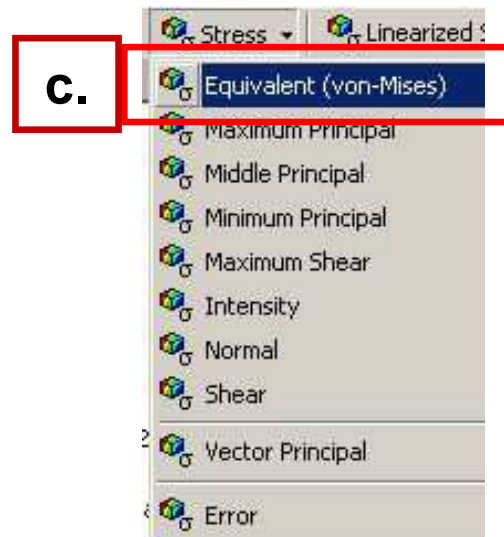 Stress Linearized S
c.
Equivalent (von-Mises)
Maximum Principal
Middle Principal
Minimum Principal
Maximum Shear
Intensity
Normal
Shear
Vector Principal
Error